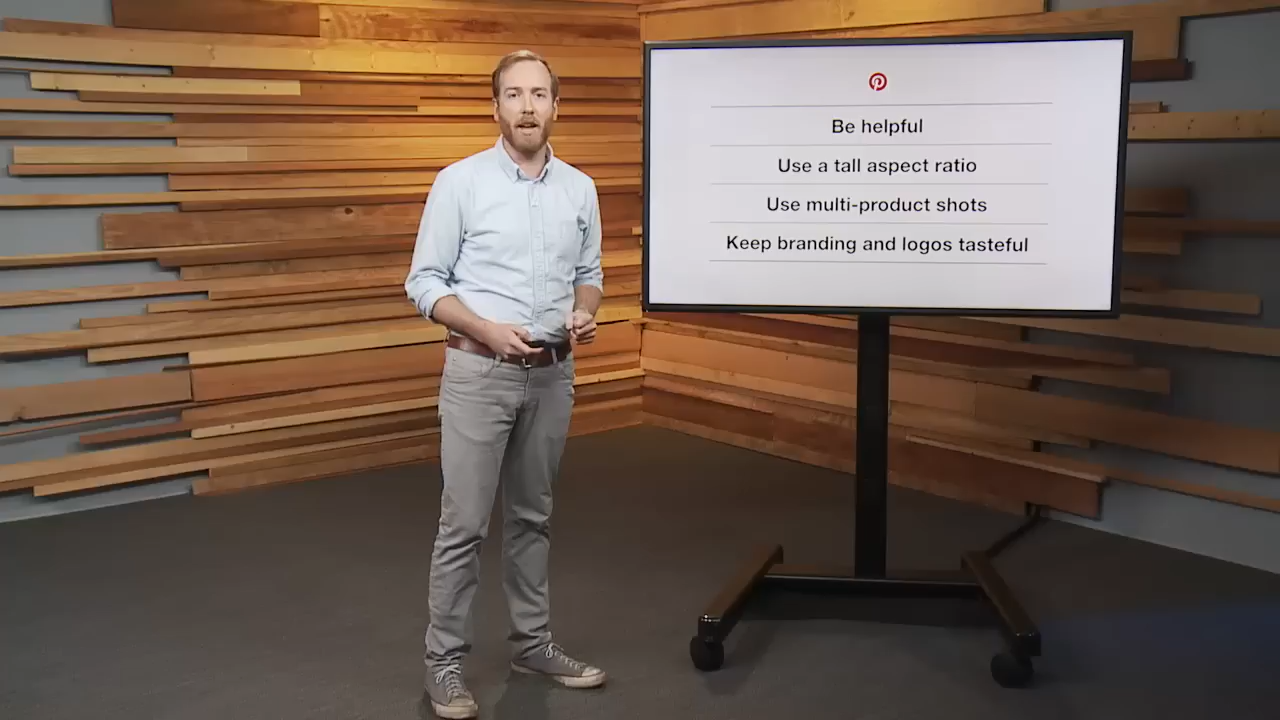 Be helpful
Use a tall aspect ratio
Use multi-product shots
Keep branding and logos tasteful